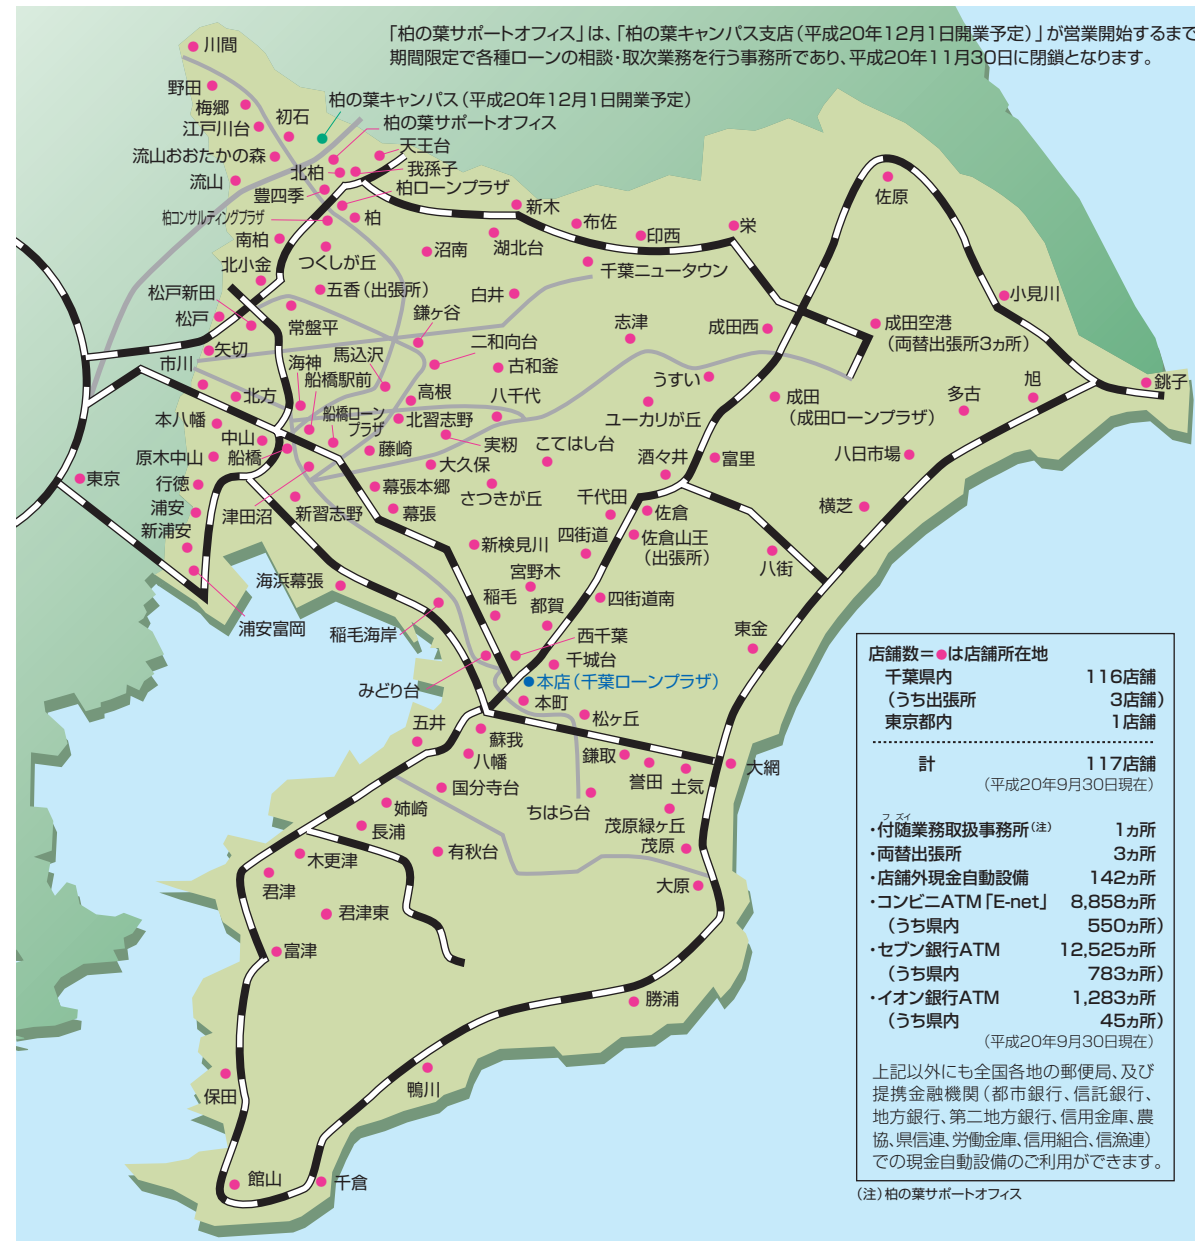 「柏の葉サポートオフィス」は、「柏の葉キャンパス支店(平成20年12月1日開業予定)」が営業開始するまで
期間限定で各種ローンの相談・取次業務を行う事務所であり、平成20年11月30日に閉鎖となります。
川間
野田
梅郷
江戸川台
初石
柏の葉キャンパス(平成20年12月1日開業予定)
柏の葉サポートオフィス
天王台
流山おおたかの森
北柏
我孫子
流山
豊四季
柏ローンプラザ
柏コンサルティングプラザ
柏
新木
布佐
栄
佐原
南柏
沼南
湖北台
印西
北小金
つくしが丘
千葉ニュータウン
松戸新田
五香(出張所)
白井
小見川
松戸
常盤平
鎌ヶ谷
志津
成田西
成田空港
(両替出張所3ヵ所)
矢切
市川
海神
馬込沢
二和向台
船橋駅前
古和釜
うすい
旭
銚子
北方
高根
八千代
ユーカリが丘
成田
(成田ローンプラザ)
多古
本八幡
船橋ローン
プラザ
北習志野
中山
藤崎
実籾
こてはし台
原木中山
船橋
大久保
酒々井
富里
八日市場
東京
行徳
幕張本郷
さつきが丘
千代田
浦安
津田沼
新習志野
幕張
佐倉
横芝
新浦安
新検見川
四街道
佐倉山王
(出張所)
八街
海浜幕張
宮野木
稲毛
都賀
四街道南
浦安富岡
稲毛海岸
西千葉
東金
千城台
みどり台
本店(千葉ローンプラザ)
本町
松ヶ丘
五井
蘇我
八幡
鎌取
誉田
土気
大網
国分寺台
ちはら台
姉崎
茂原緑ヶ丘
長浦
有秋台
茂原
木更津
君津
大原
君津東
富津
勝浦
保田
鴨川
館山
千倉
店舗数=●は店舗所在地
千葉県内 116店舗
(うち出張所 3店舗)
東京都内 1店舗
計 117店舗
(平成20年9月30日現在)
フズイ
・付随業務取扱事務所(注) 1ヵ所
・両替出張所 3ヵ所
・店舗外現金自動設備 142ヵ所
・コンビニATM「E-net」 8,858ヵ所
(うち県内 550ヵ所)
・セブン銀行ATM 12,525ヵ所
(うち県内 783ヵ所)
・イオン銀行ATM 1,283ヵ所
(うち県内 45ヵ所)
(平成20年9月30日現在)
上記以外にも全国各地の郵便局、及び
提携金融機関(都市銀行、信託銀行、
地方銀行、第二地方銀行、信用金庫、農
協、県信連、労働金庫、信用組合、信漁連)
での現金自動設備のご利用ができます。
(注)柏の葉サポートオフィス